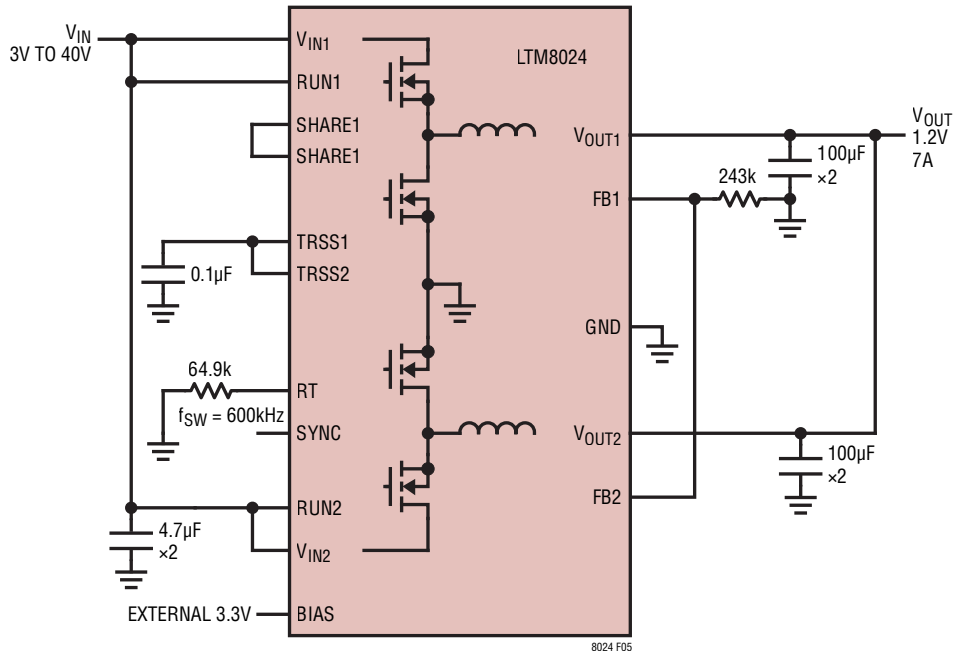 VIN
3V TO 40V
VIN1
RUN1
SHARE1
SHARE1
TRSS1
TRSS2
0.1µF
64.9k
RT
fSW = 600kHz
SYNC
RUN2
4.7µF
×2
VIN2
EXTERNAL 3.3V
BIAS
LTM8024
VOUT1
FB1
243k
100µF
×2
VOUT
1.2V
7A
GND
VOUT2
FB2
100µF
×2
8024 F05